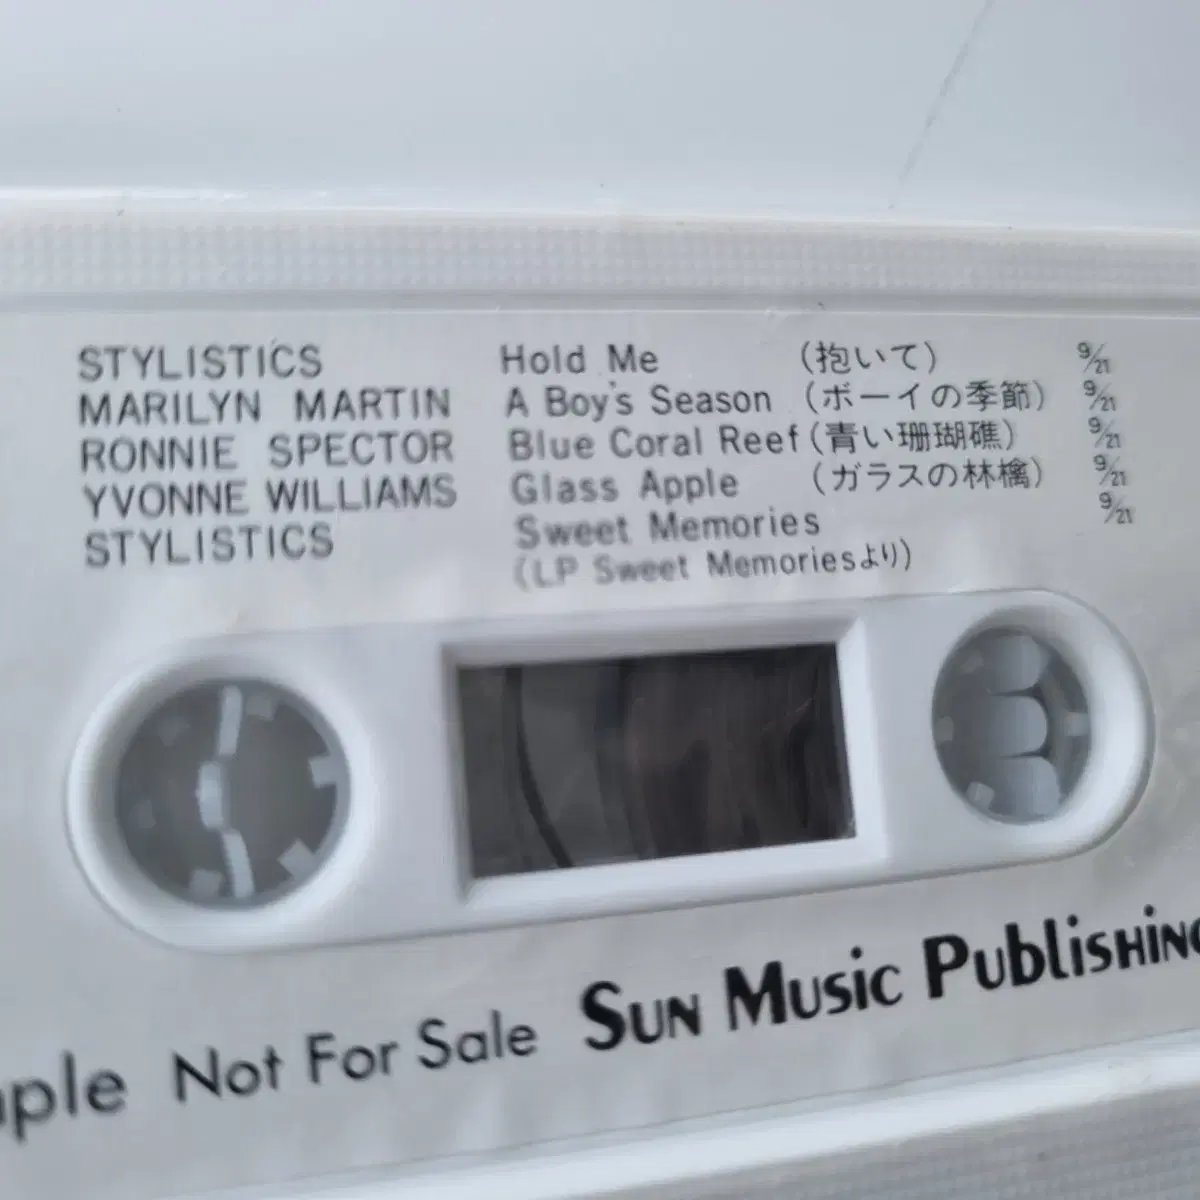 STYLISTICS Hold Me (抱いて) 9/21
MARILYN MARTIN A Boy's Season (ボーイの季節) 9/21
RONNIE SPECTOR Blue Coral Reef (青い珊瑚礁) 9/21
YVONNE WILLIAMS Glass Apple (ガラスの林檎) 9/21
STYLISTICS Sweet Memories 9/21
(LP Sweet Memoriesより)
Not For Sale SUN MUSIC PUBLISHING